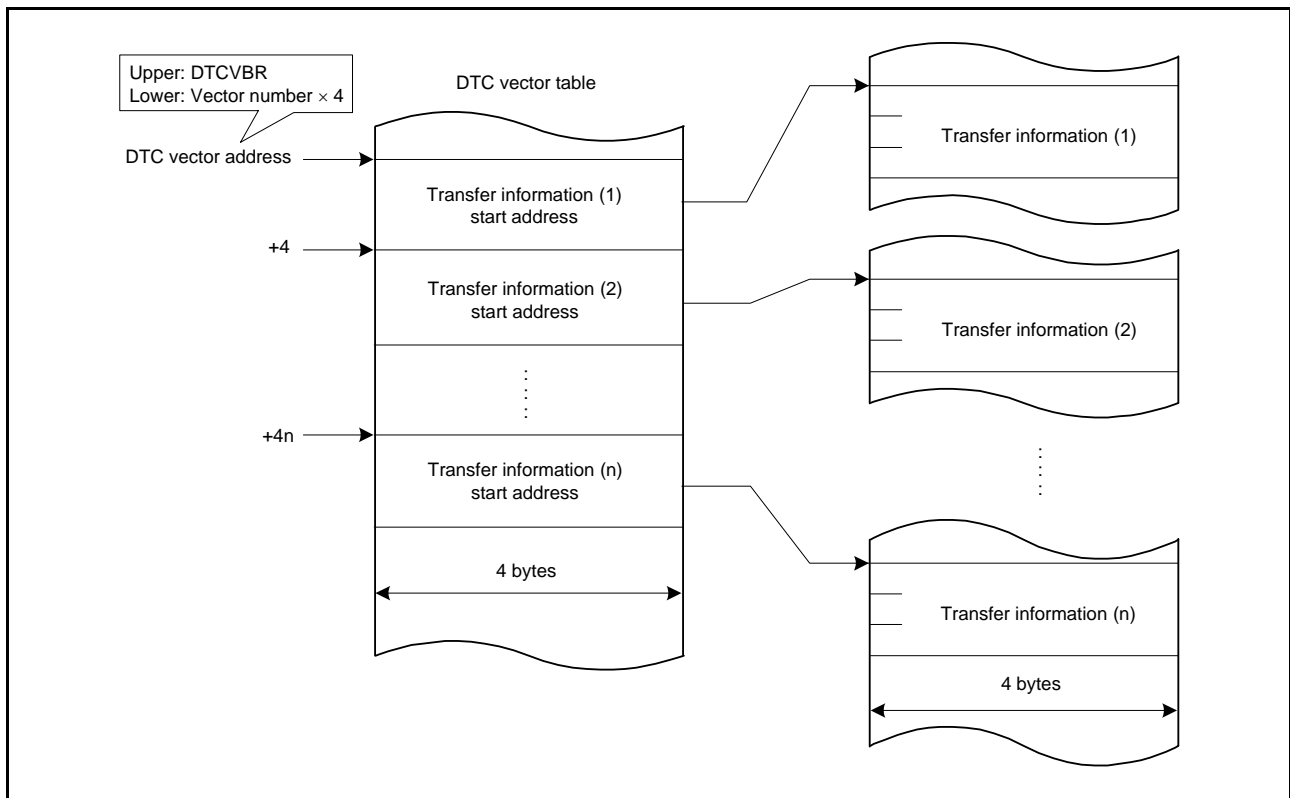 Upper: DTCVBR
Lower: Vector number × 4
DTC vector table
DTC vector address
Transfer information (1)
start address
+4
Transfer information (2)
start address
+4n
Transfer information (n)
start address
4 bytes
Transfer information (1)
Transfer information (2)
Transfer information (n)
4 bytes